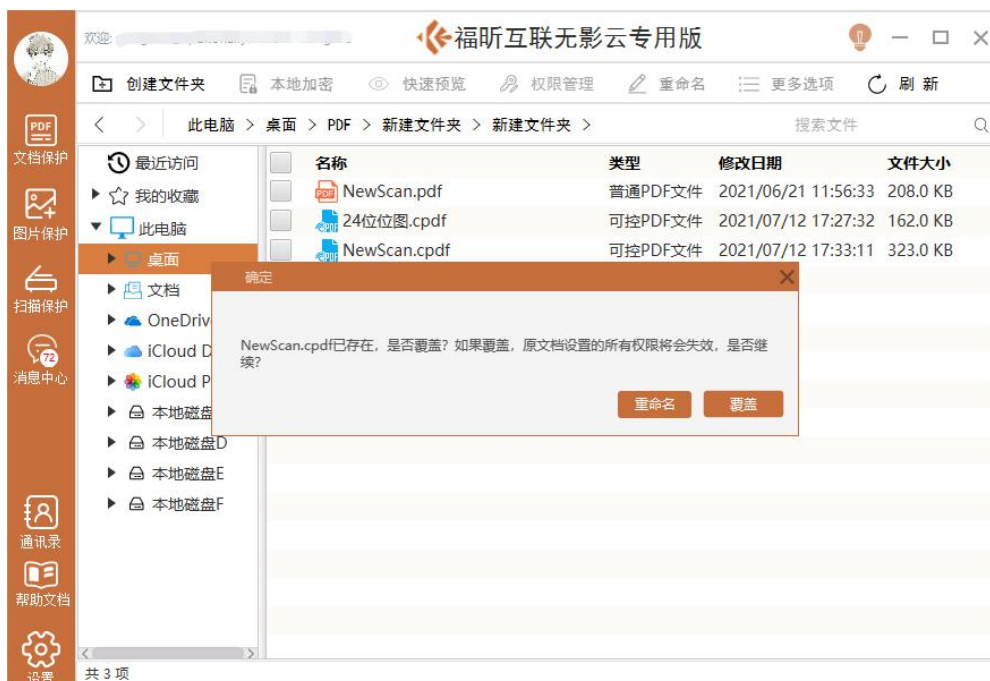 欢迎:
福昕互联无影云专用版
创建文件夹 本地加密 快速预览 权限管理 重命名 更多选项 刷 新
此电脑 > 桌面 > PDF > 新建文件夹 > 新建文件夹 >
搜索文件
PDF
文档保护
图片保护
扫描保护
72
消息中心
通讯录
帮助文档
设置
最近访问
我的收藏
此电脑
桌面
文档
OneDriv
iCloud D
iCloud P
本地磁盘
本地磁盘D
本地磁盘E
本地磁盘F
名称 类型 修改日期 文件大小
PDF NewScan.pdf 普通PDF文件 2021/06/21 11:56:33 208.0 KB
cPDF 24位位图.cpdf 可控PDF文件 2021/07/12 17:27:32 162.0 KB
cPDF NewScan.cpdf 可控PDF文件 2021/07/12 17:33:11 323.0 KB
确定
NewScan.cpdf已存在，是否覆盖？如果覆盖，原文档设置的所有权限将会失效，是否继
续？
重命名 覆盖
共 3 项